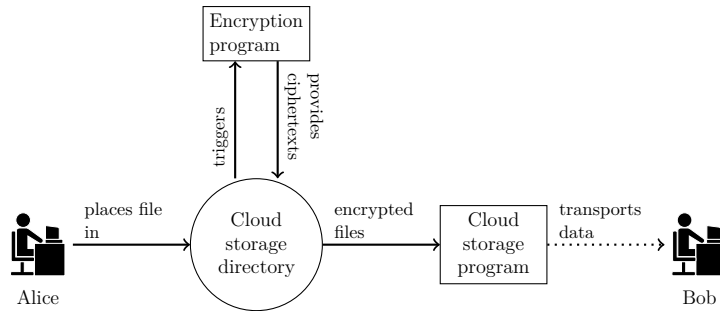 Encryption
program
triggers
provides
ciphertexts
places file
in
Cloud
storage
directory
encrypted
files
Cloud
storage
program
transports
data
Alice
Bob